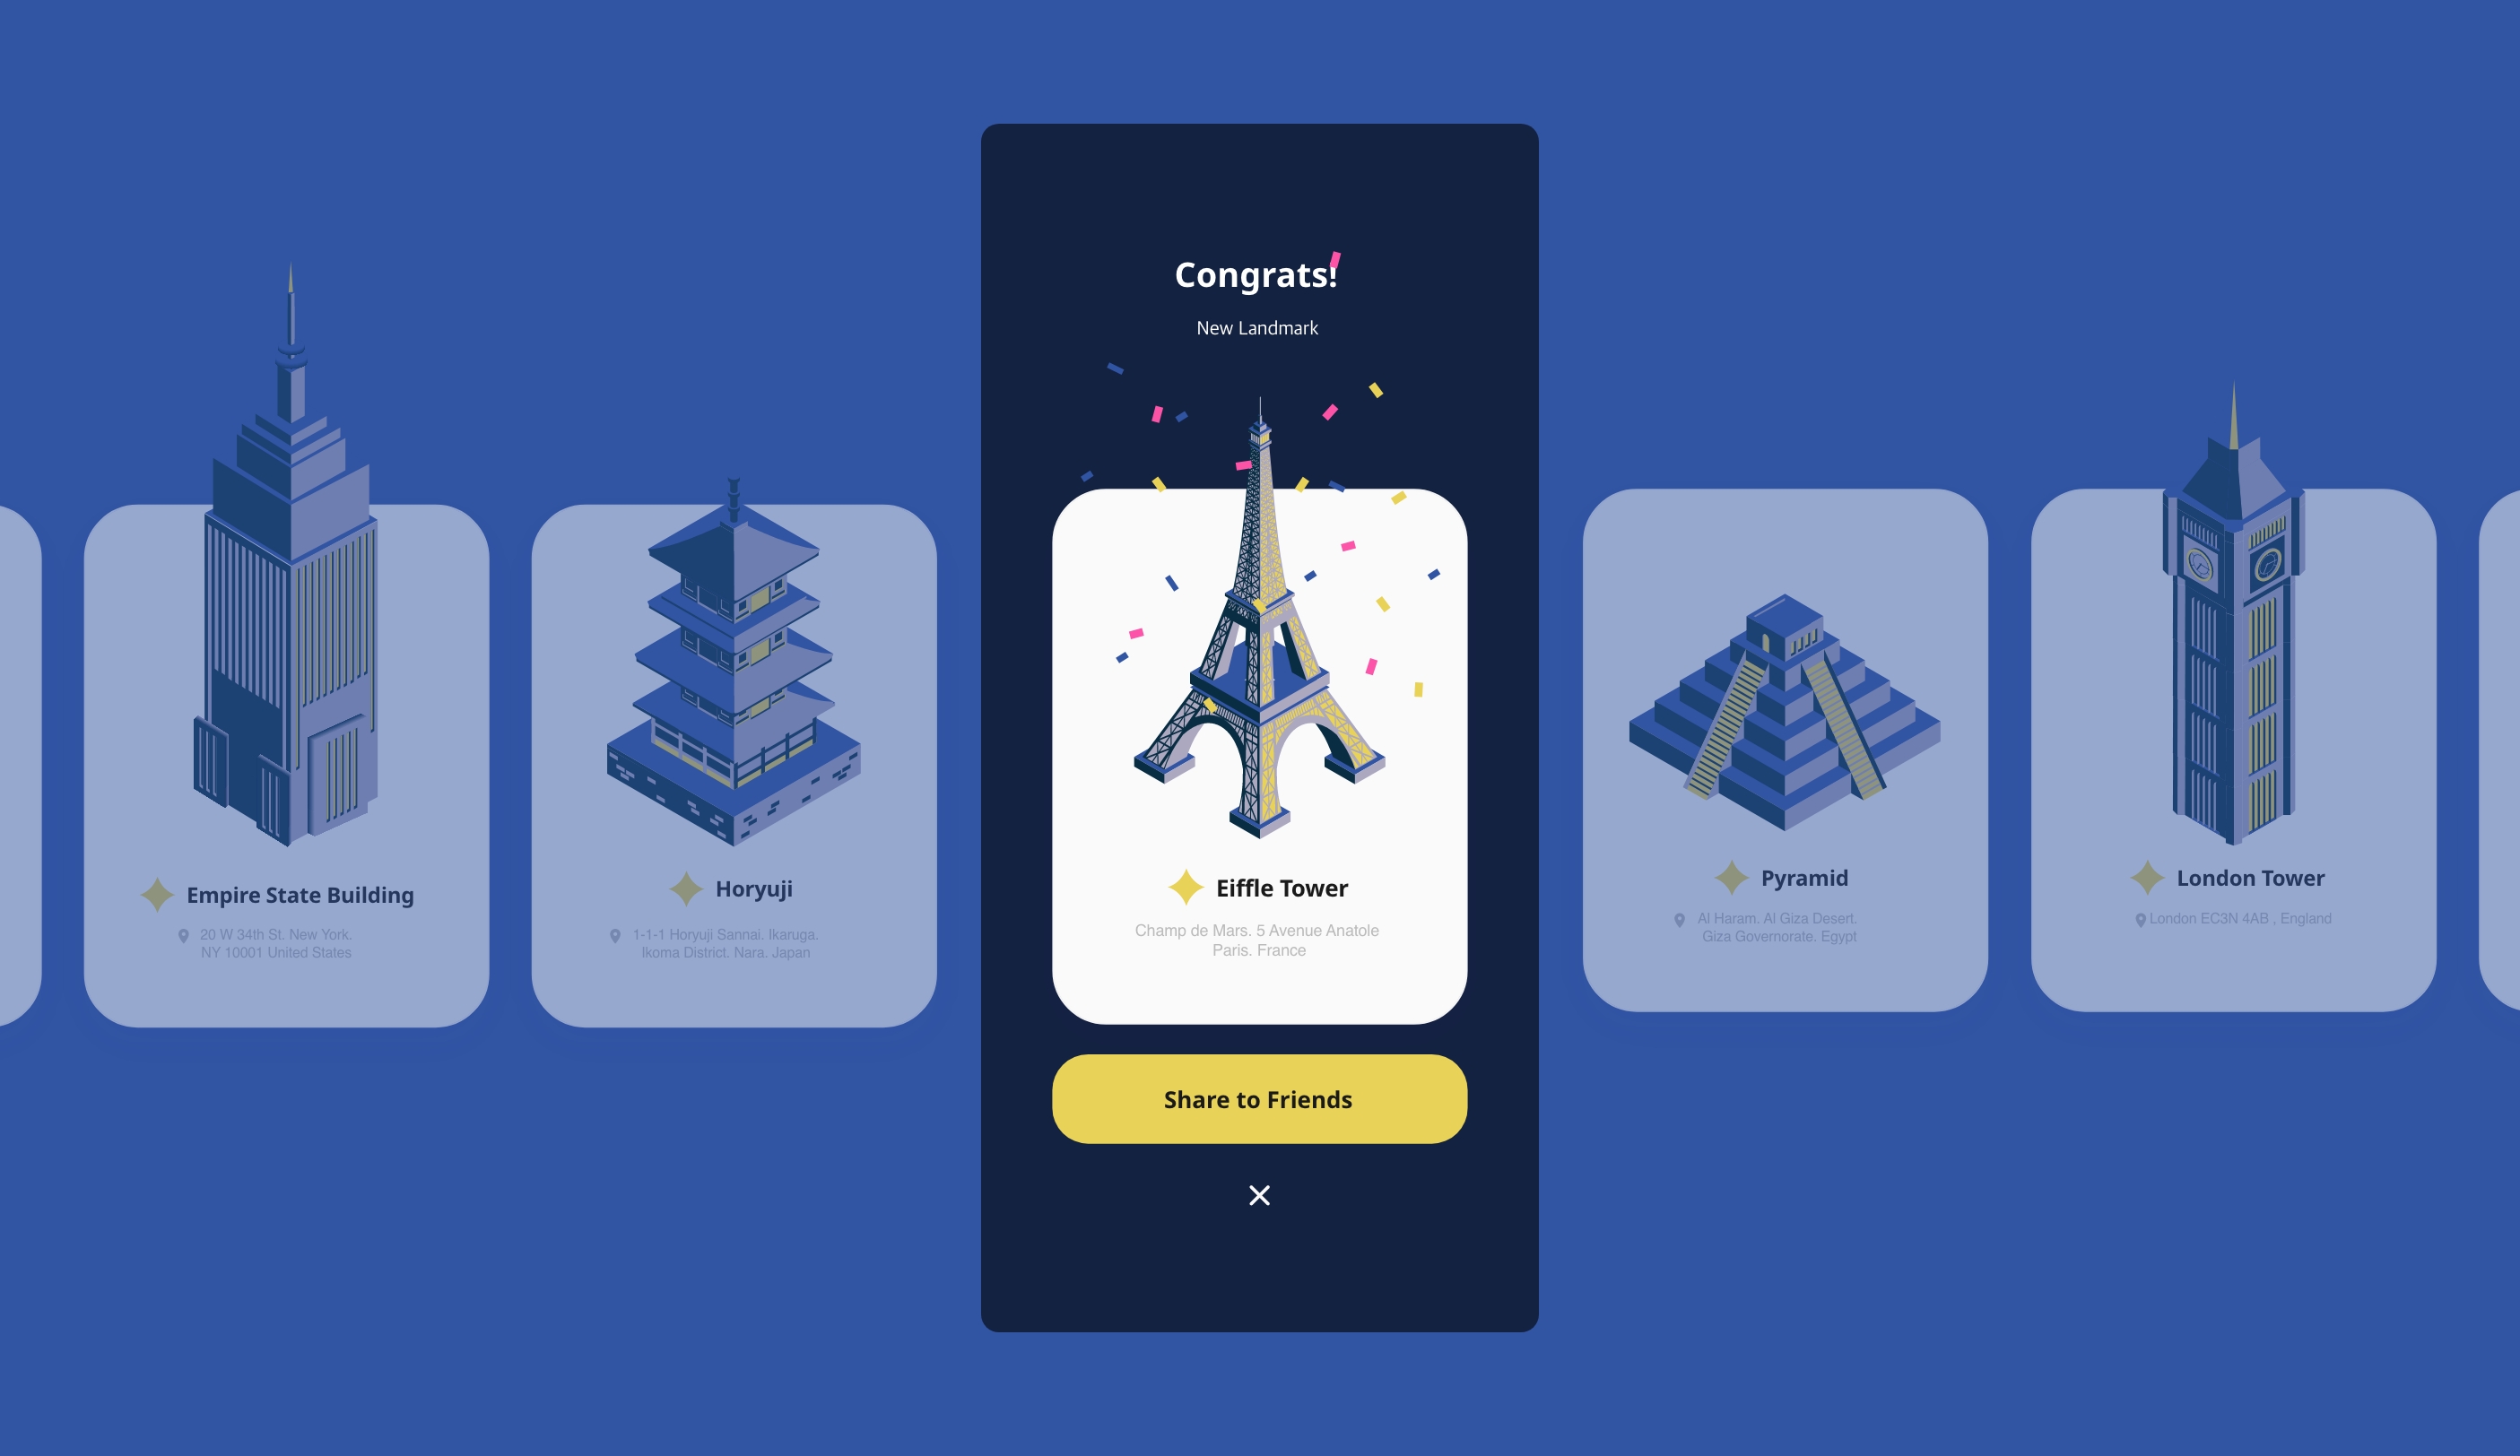 Congrats!
New Landmark
Empire State Building
20 W 34th St. New York.
NY 10001 United States
Horyuji
1-1-1 Horyuji Sannai. Ikaruga.
Ikoma District. Nara. Japan
Eiffle Tower
Champ de Mars. 5 Avenue Anatole
Paris. France
Share to Friends
Pyramid
Al Haram. Al Giza Desert.
Giza Governorate. Egypt
London Tower
London EC3N 4AB , England